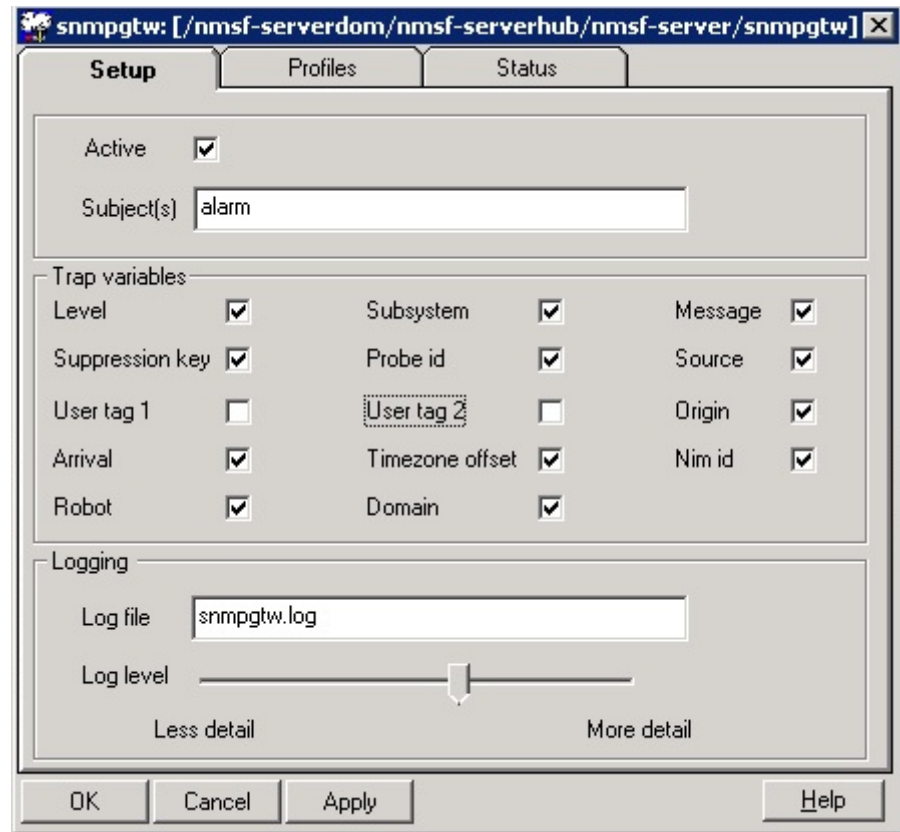 snmpgtw: [/nmsf-serverdom/nmsf-serverhub/nmsf-server/snmpgtw]
Setup Profiles Status
Active
Subject(s) alarm
Trap variables
Level Subsystem Message
Suppression key Probe id Source
User tag 1 User tag 2 Origin
Arrival Timezone offset Nim id
Robot Domain
Logging
Log file snmpgtw.log
Log level
Less detail More detail
OK Cancel Apply Help